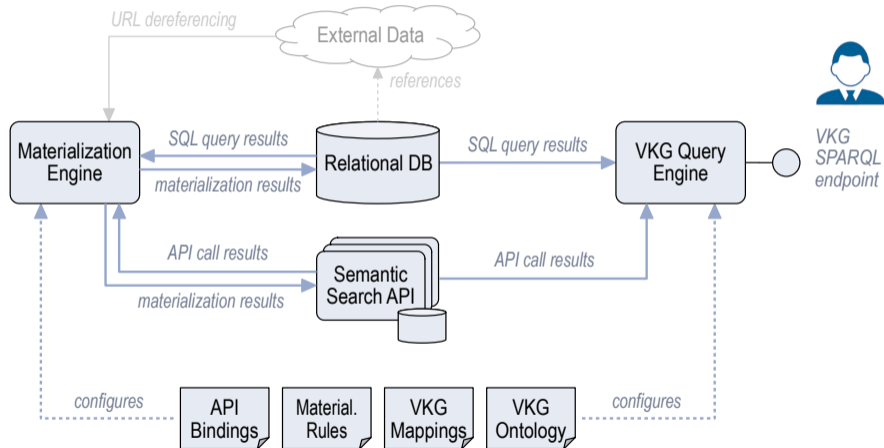 URL dereferencing
External Data
references
Materialization
Engine
SQL query results
materialization results
Relational DB
SQL query results
VKG Query
Engine
VKG
SPARQL
endpoint
API call results
materialization results
Semantic
Search API
API call results
configures
API
Bindings
Material.
Rules
VKG
Mappings
VKG
Ontology
configures